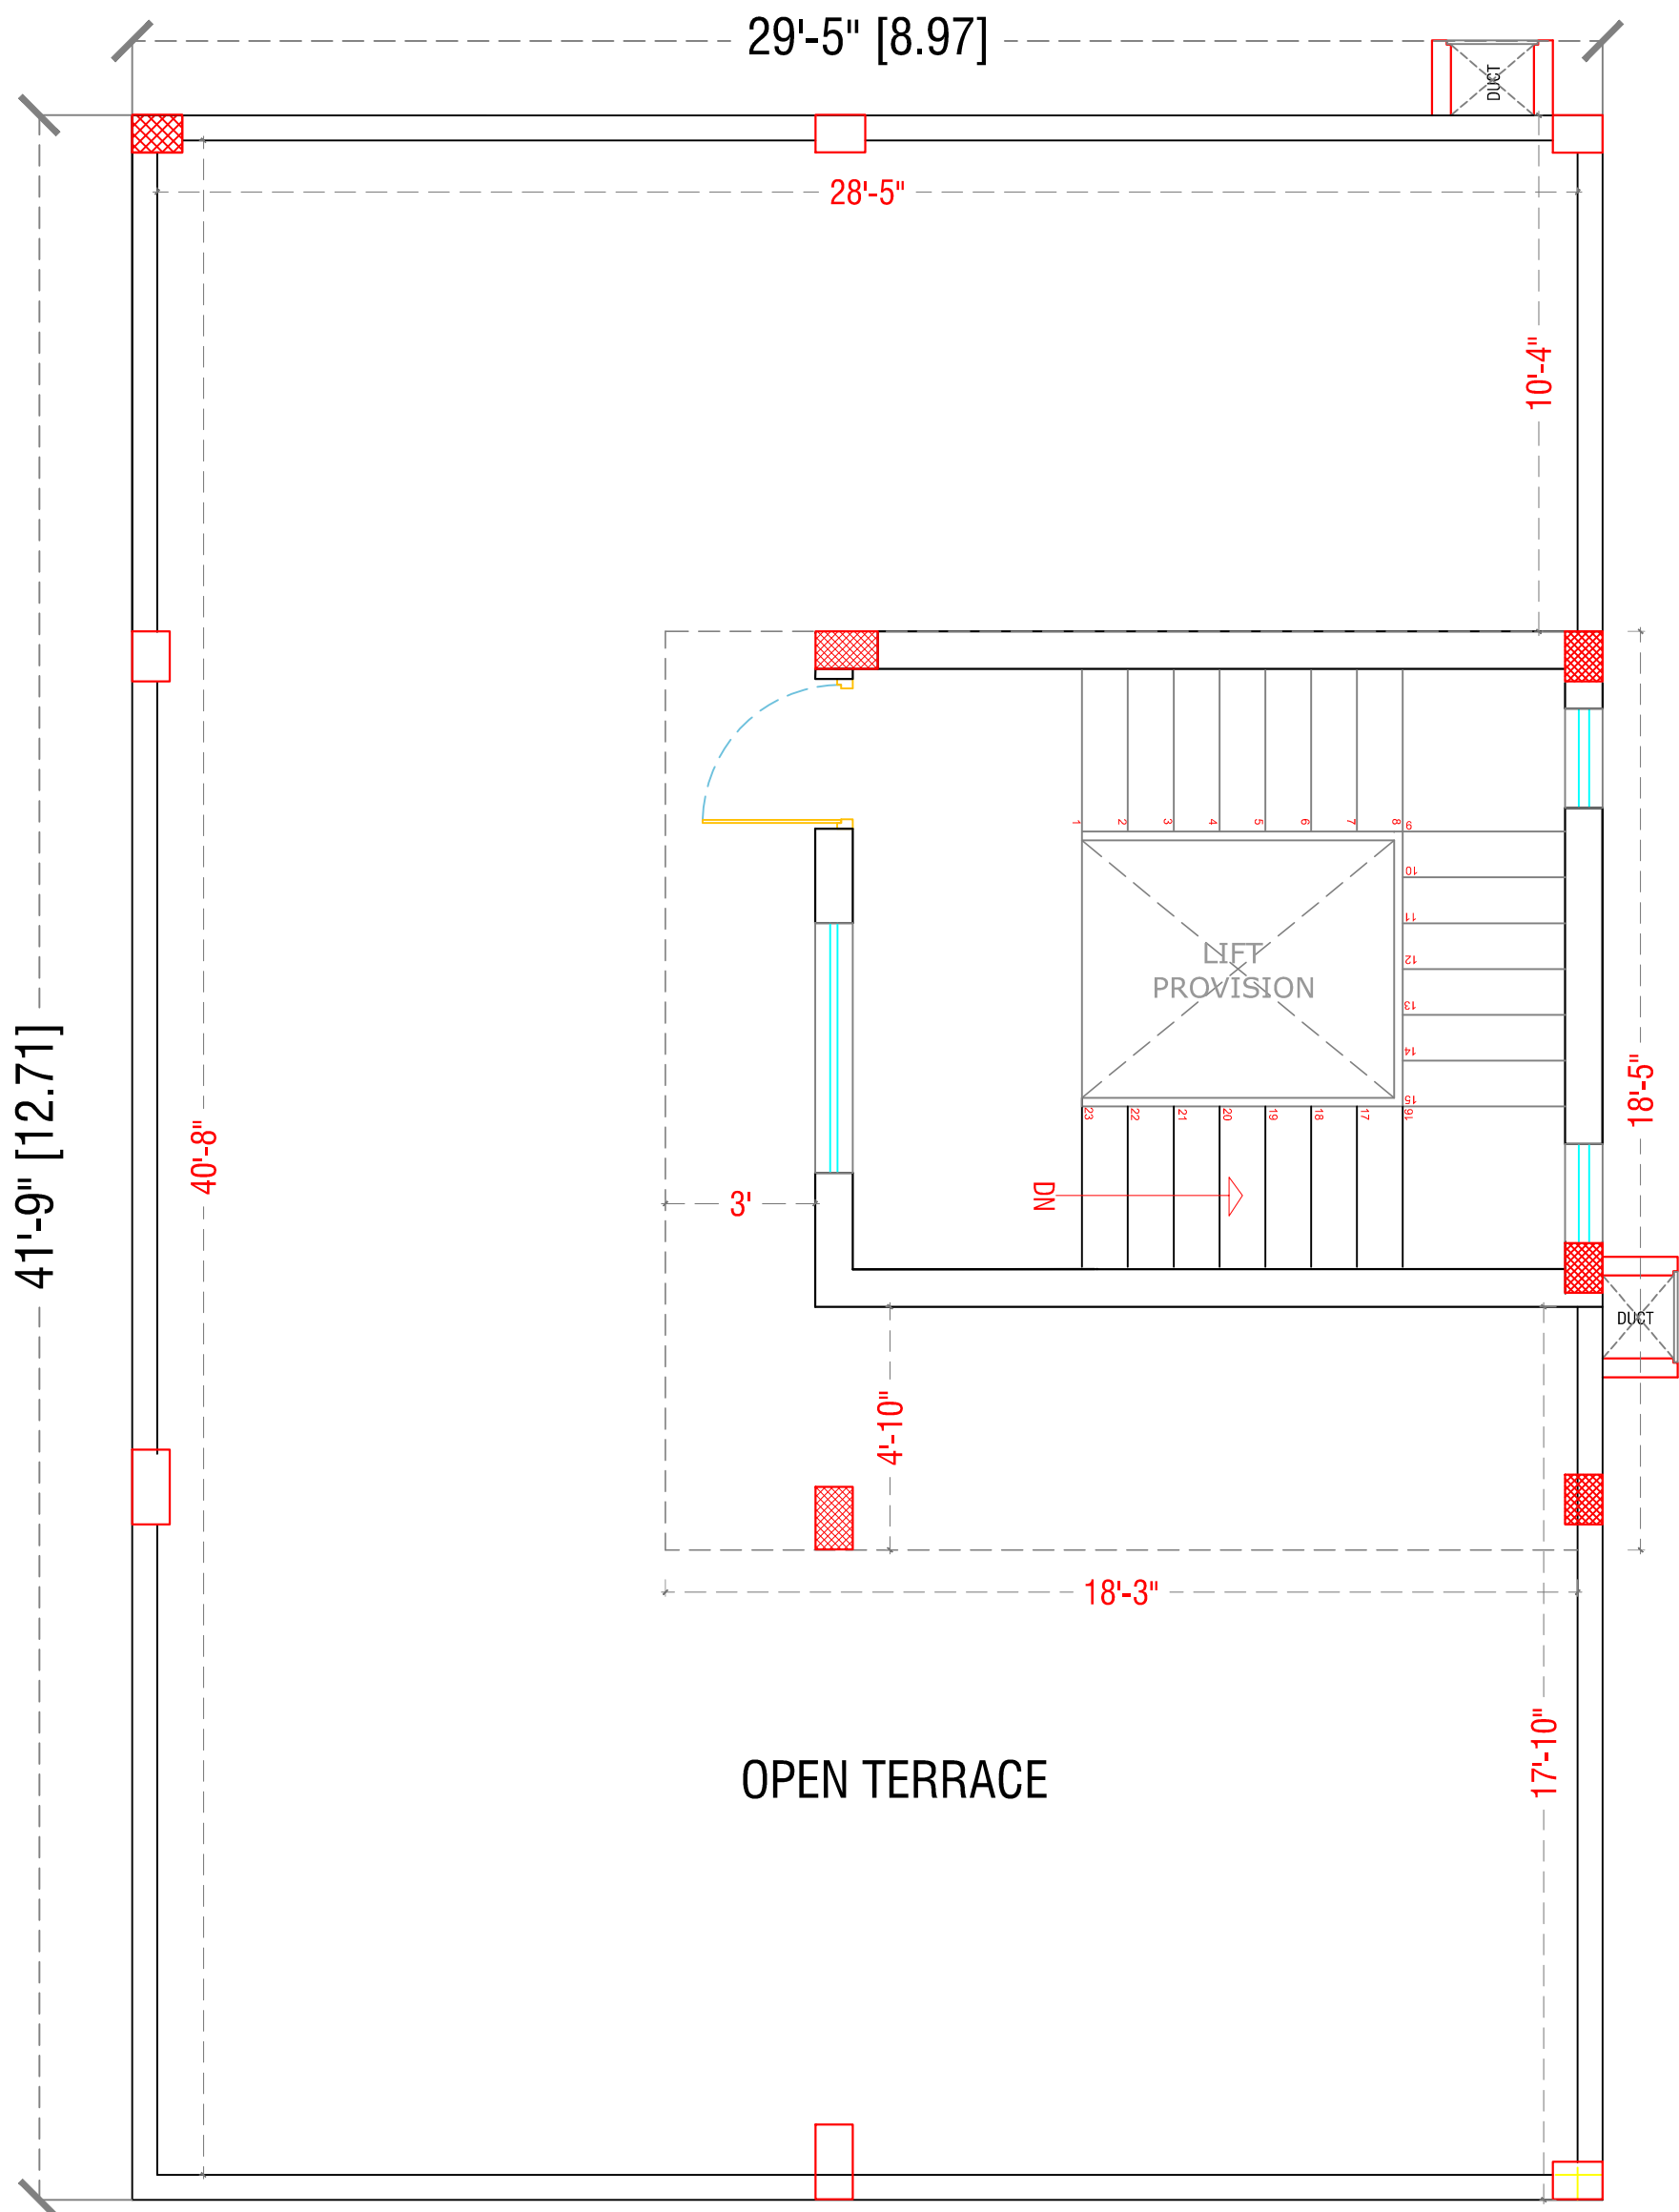 29'-5" [8.97]
DUCT
28'-5"
10'-4"
1 2 3 4 5 6 7 8 9
10
11
LIFT
12
PROVISION
13
14
15
23 22 21 20 19 18 17 16
41'-9" [12.71]
40'-8"
18'-5"
3'
DN
DUCT
4'-10"
18'-3"
17'-10"
OPEN TERRACE